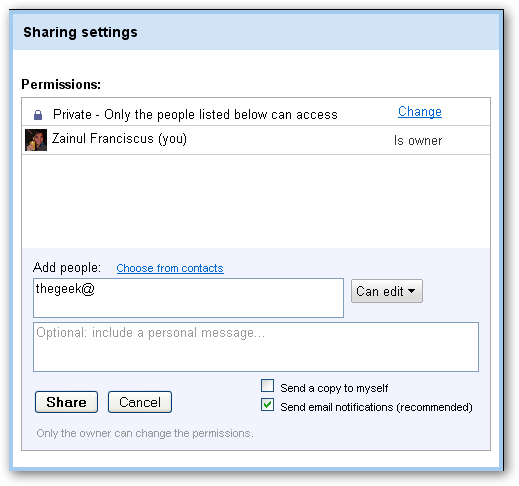 Sharing settings
Permissions:
Private - Only the people listed below can access Change
Zainul Franciscus (you) Is owner
Add people: Choose from contacts
thegeek@ Can edit
Optional: include a personal message...
Send a copy to myself
Share Cancel
Send email notifications (recommended)
Only the owner can change the permissions.